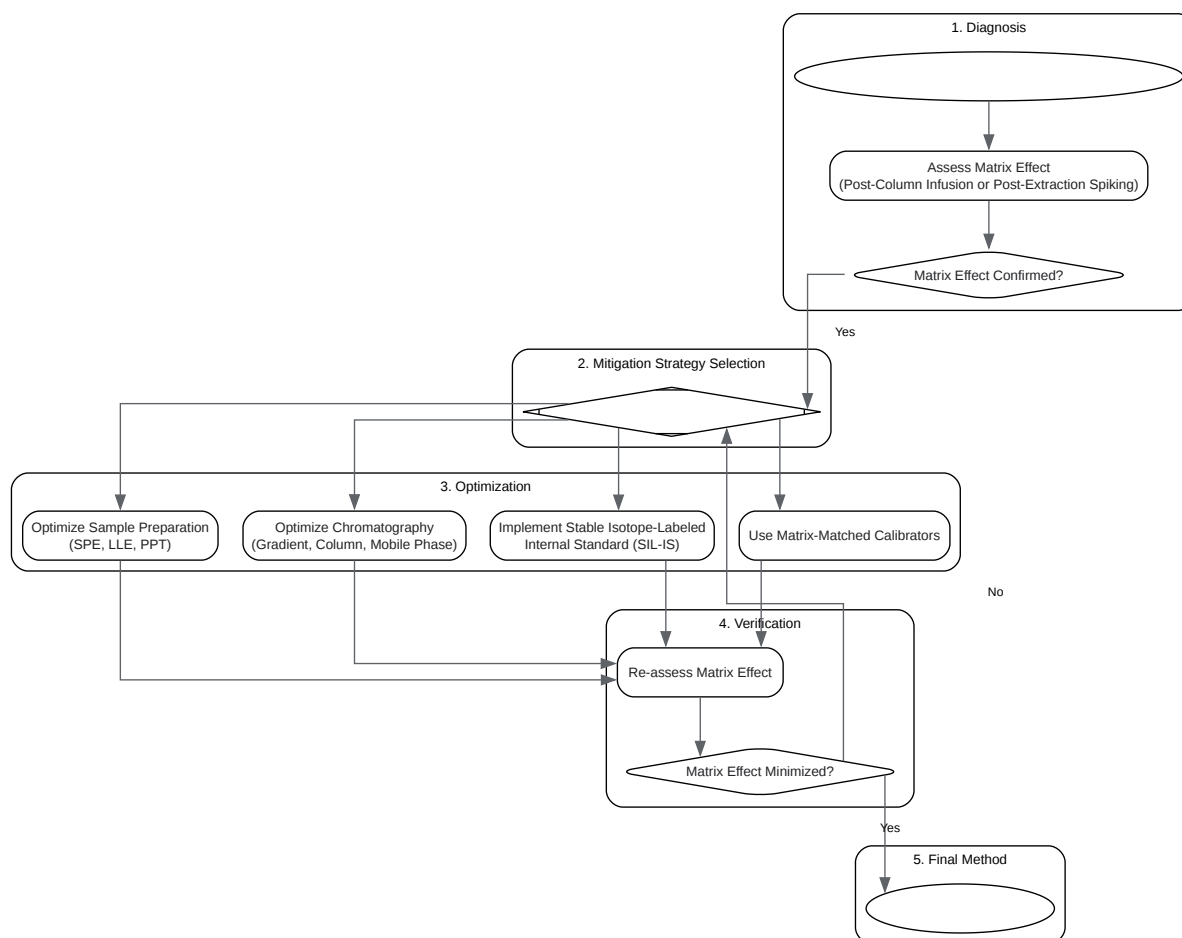 1. Diagnosis
Assess Matrix Effect
(Post-Column Infusion or Post-Extraction Spiking)
Matrix Effect Confirmed?
Yes
2. Mitigation Strategy Selection
3. Optimization
Optimize Sample Preparation
(SPE, LLE, PPT)
Optimize Chromatography
(Gradient, Column, Mobile Phase)
Implement Stable Isotope-Labeled
Internal Standard (SIL-IS)
Use Matrix-Matched Calibrators
No
4. Verification
Re-assess Matrix Effect
Matrix Effect Minimized?
Yes
5. Final Method